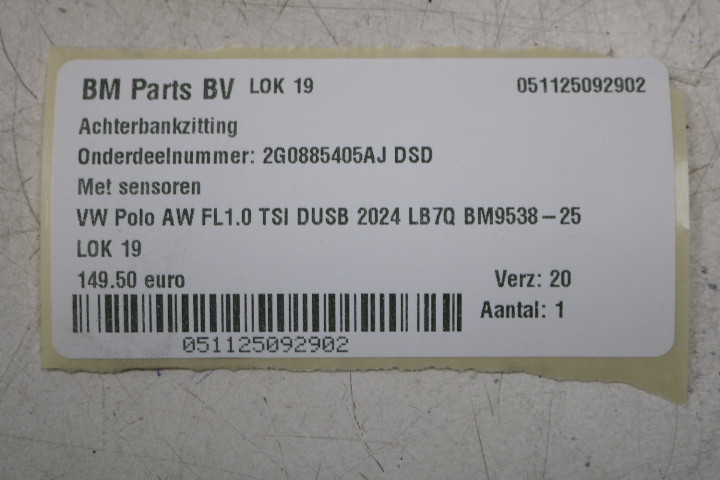 BM Parts BV LOK 19 051125092902
Achterbankzitting
Onderdeelnummer: 2G0885405AJ DSD
Met sensoren
VW Polo AW FL1.0 TSI DUSB 2024 LB7Q BM9538-25
LOK 19
149.50 euro Verz: 20
Aantal: 1
051125092902